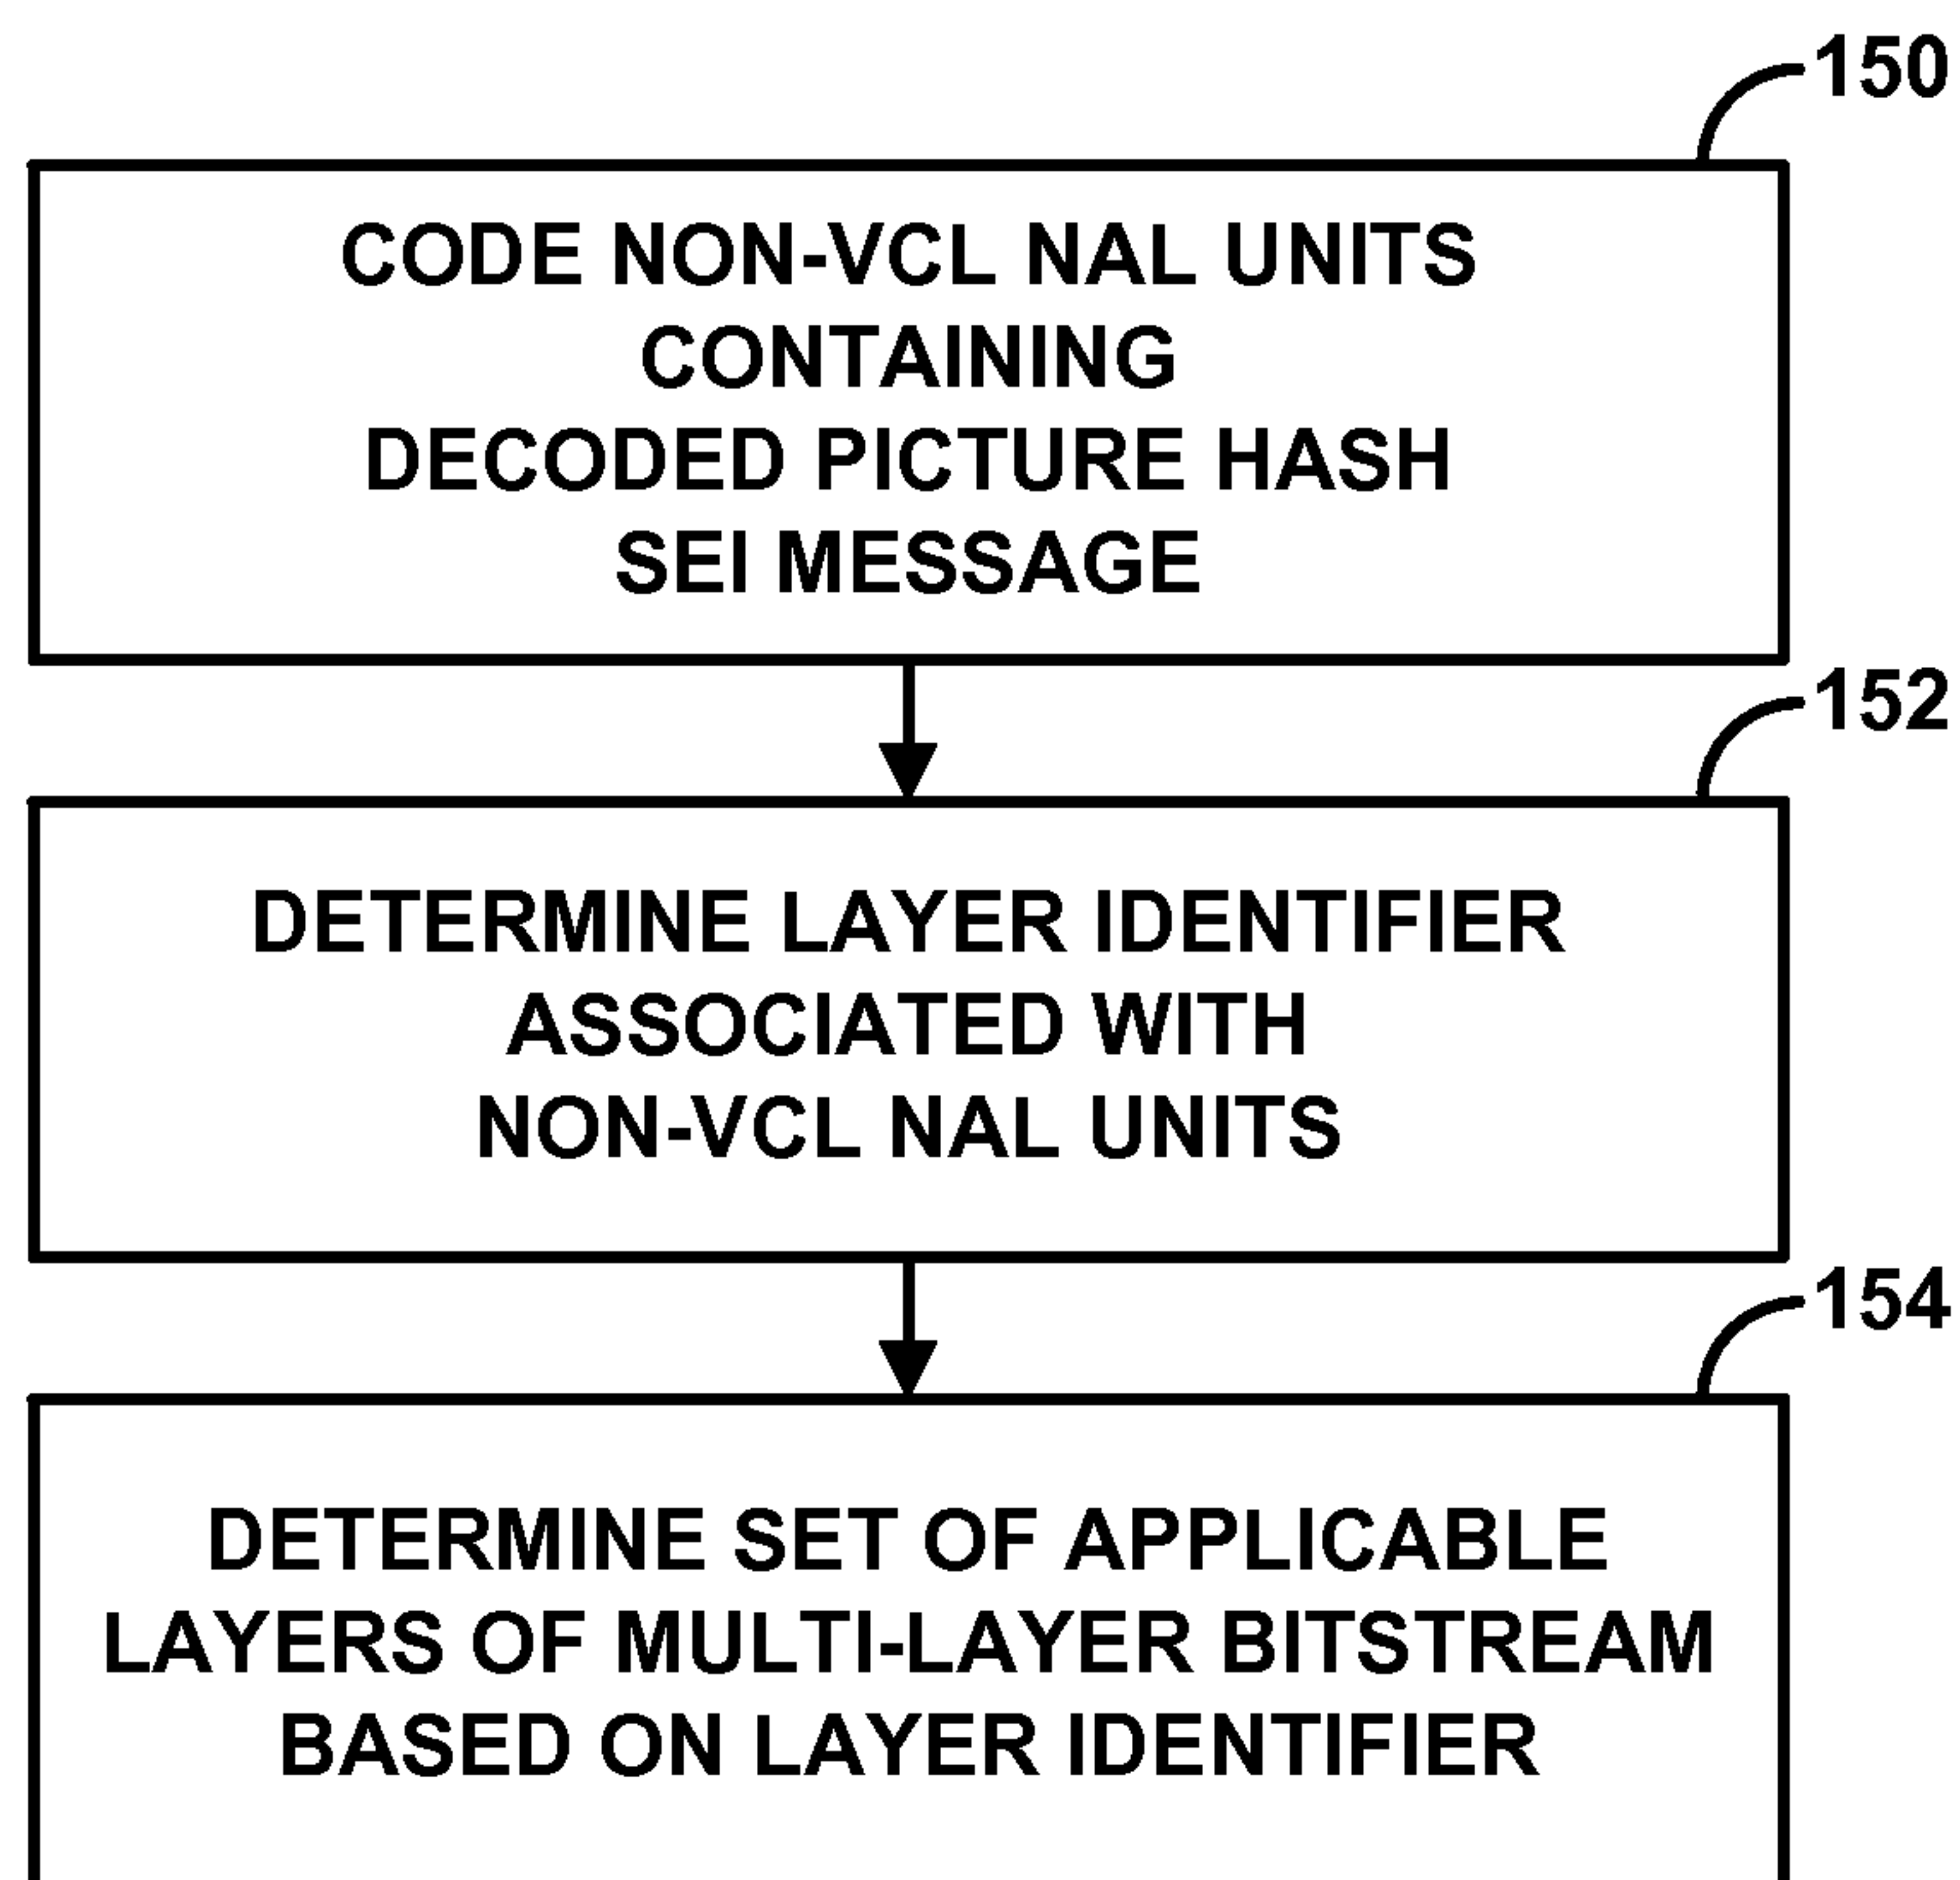 150
CODE NON-VCL NAL UNITS
CONTAINING
DECODED PICTURE HASH
SEI MESSAGE
152
DETERMINE LAYER IDENTIFIER
ASSOCIATED WITH
NON-VCL NAL UNITS
154
DETERMINE SET OF APPLICABLE
LAYERS OF MULTI-LAYER BITSTREAM
BASED ON LAYER IDENTIFIER